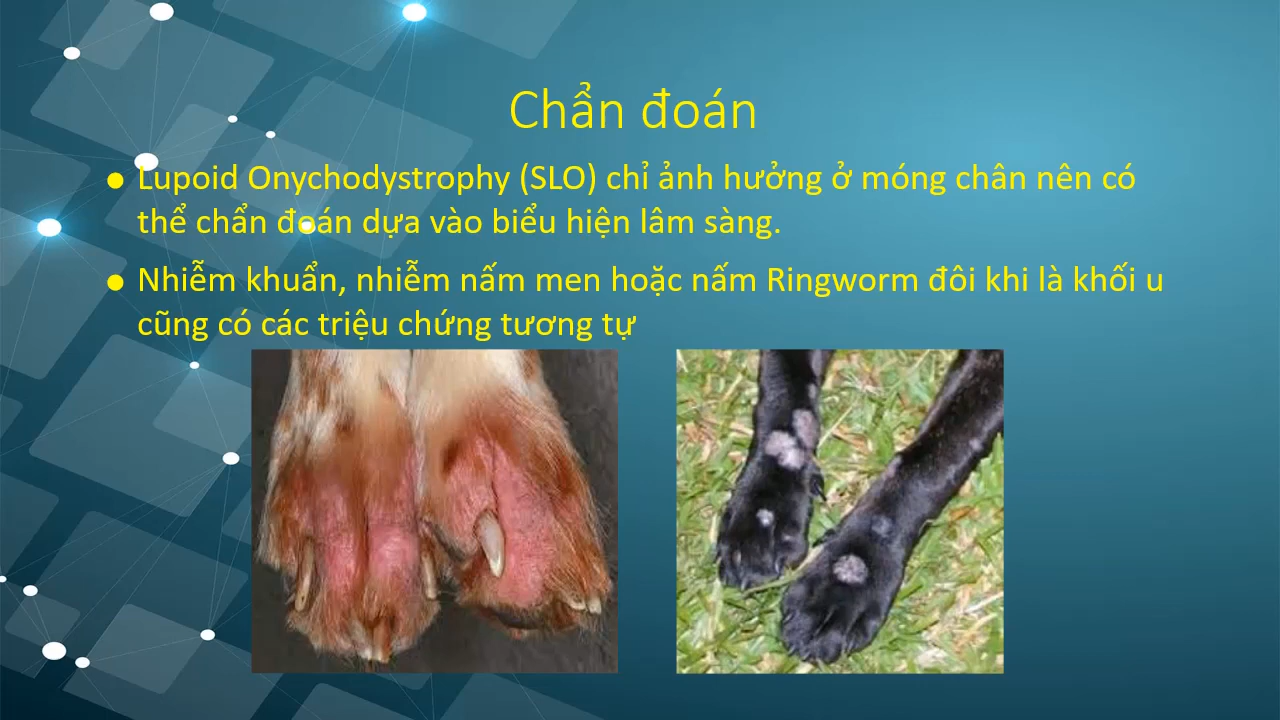 Chẩn đoán
● Lupoid Onychodystrophy (SLO) chỉ ảnh hưởng ở móng chân nên có
thể chẩn đoán dựa vào biểu hiện lâm sàng.
● Nhiễm khuẩn, nhiễm nấm men hoặc nấm Ringworm đôi khi là khối u
cũng có các triệu chứng tương tự